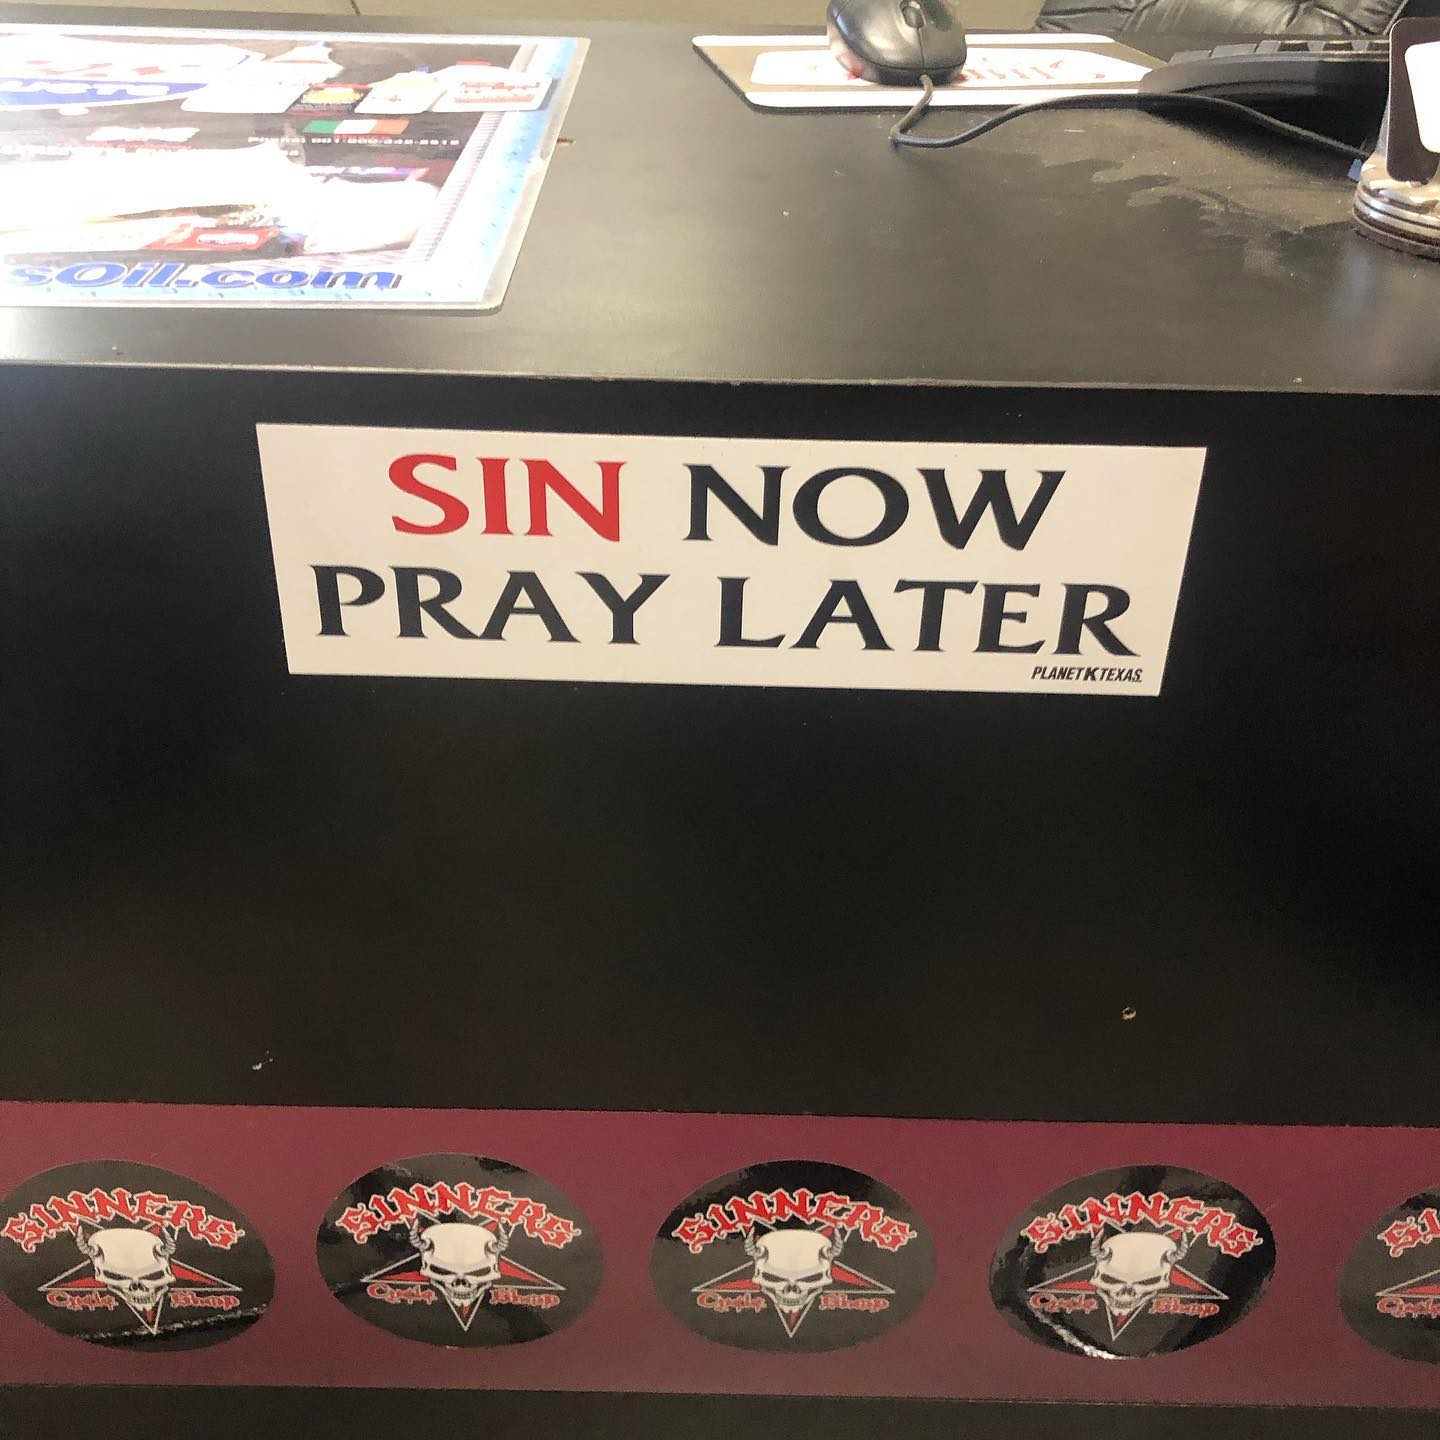 sOil.com
SIN NOW
PRAY LATER
PLANET K TEXAS
SINNERS
Cycle Shop
SINNERS
Cycle Shop
SINNERS
Cycle Shop
SINNERS
Cycle Shop